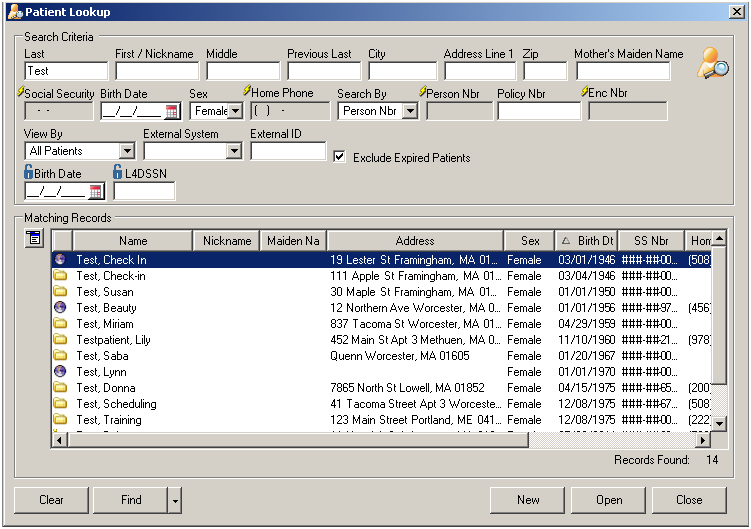 Patient Lookup
Search Criteria
Last First / Nickname Middle Previous Last City Address Line 1 Zip Mother's Maiden Name
Test
Social Security Birth Date Sex Home Phone Search By Person Nbr Policy Nbr Enc Nbr
- - __/__/____ Female ( ) - Person Nbr
View By External System External ID
All Patients Exclude Expired Patients
Birth Date L4DSSN
__/__/____
Matching Records
Name Nickname Maiden Na Address Sex Birth Dt SS Nbr Hom
Test, Check In 19 Lester St Framingham, MA 01... Female 03/01/1946 ###-##-00... (508)
Test, Check-in 111 Apple St Framingham, MA 01... Female 03/04/1946 ###-##-00...
Test, Susan 30 Maple St Framingham, MA 01... Female 01/01/1950 ###-##-00...
Test, Beauty 12 Northern Ave Worcester, MA 0... Female 01/01/1956 ###-##-97... (456)
Test, Miriam 837 Tacoma St Worcester, MA 01... Female 04/29/1959 ###-##-00...
Testpatient, Lily 452 Main St Apt 3 Methuen, MA 0... Female 11/10/1960 ###-##-21... (978)
Test, Saba Quenn Worcester, MA 01605 Female 01/20/1967 ###-##-00...
Test, Lynn Female 01/01/1970 ###-##-00...
Test, Donna 7865 North St Lowell, MA 01852 Female 04/15/1975 ###-##-65... (200)
Test, Scheduling 41 Tacoma Street Apt 3 Worceste... Female 12/08/1975 ###-##-67... (508)
Test, Training 123 Main Street Portland, ME 041... Female 12/08/1975 ###-##-00... (222)
Records Found: 14
Clear Find New Open Close